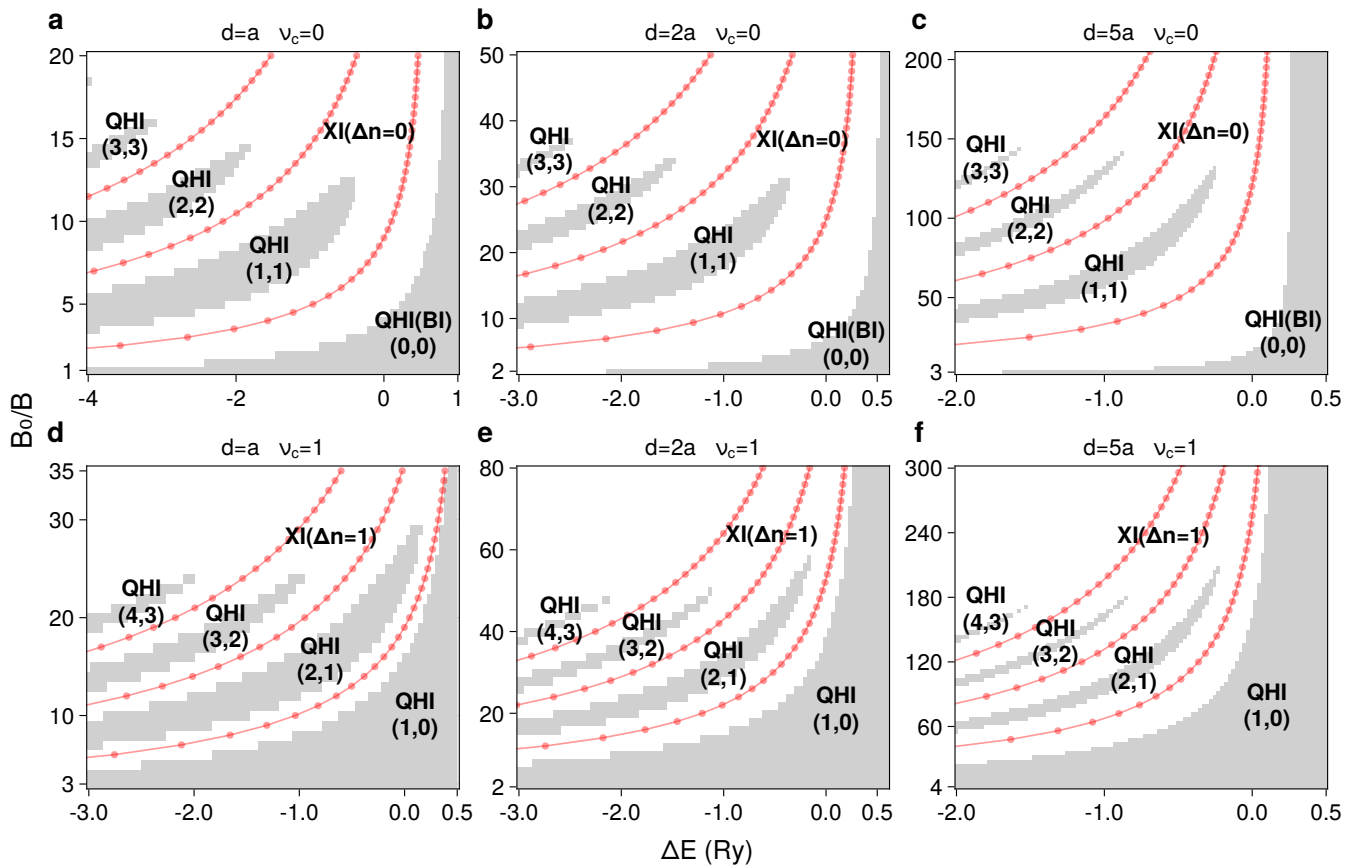 a d=a ν_c=0
20
15
10
5
1
QHI
(3,3)
QHI
(2,2)
QHI
(1,1)
XI(Δn=0)
QHI(BI)
(0,0)
-4 -2 0 1
b d=2a ν_c=0
50
40
30
20
10
2
QHI
(3,3)
QHI
(2,2)
QHI
(1,1)
XI(Δn=0)
QHI(BI)
(0,0)
-3.0 -2.0 -1.0 0.0 0.5
c d=5a ν_c=0
200
150
100
50
3
QHI
(3,3)
QHI
(2,2)
QHI
(1,1)
XI(Δn=0)
QHI(BI)
(0,0)
-2.0 -1.0 0.0 0.5
B₀/B
d d=a ν_c=1
35
30
20
10
3
QHI
(4,3)
QHI
(3,2)
QHI
(2,1)
XI(Δn=1)
QHI
(1,0)
-3.0 -2.0 -1.0 0.0 0.5
e d=2a ν_c=1
80
60
40
20
2
QHI
(4,3)
QHI
(3,2)
QHI
(2,1)
XI(Δn=1)
QHI
(1,0)
-3.0 -2.0 -1.0 0.0 0.5
f d=5a ν_c=1
300
240
180
120
60
4
QHI
(4,3)
QHI
(3,2)
QHI
(2,1)
XI(Δn=1)
QHI
(1,0)
-2.0 -1.0 0.0 0.5
ΔE (Ry)